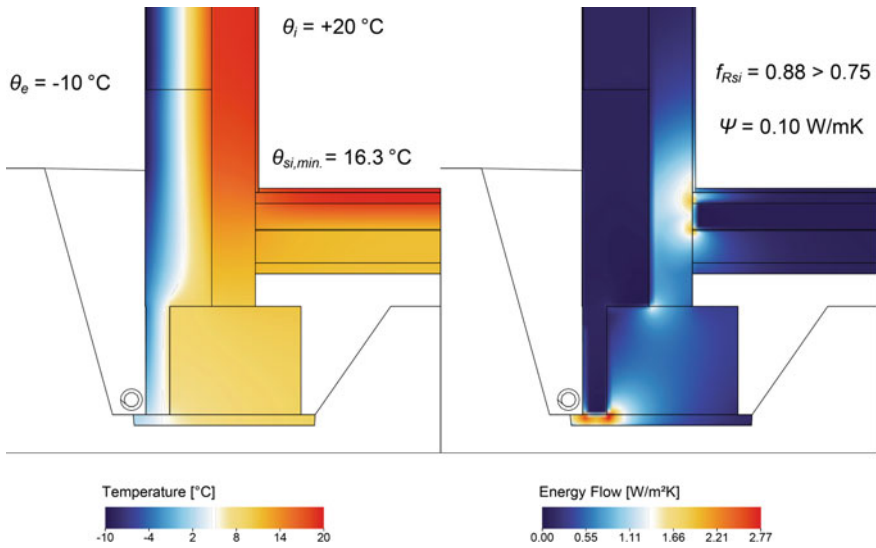 θi = +20 °C
θe = -10 °C
θsi,min. = 16.3 °C
fRsi = 0.88 > 0.75
Ψ = 0.10 W/mK
Temperature [°C]
-10 -4 2 8 14 20
Energy Flow [W/m²K]
0.00 0.55 1.11 1.66 2.21 2.77